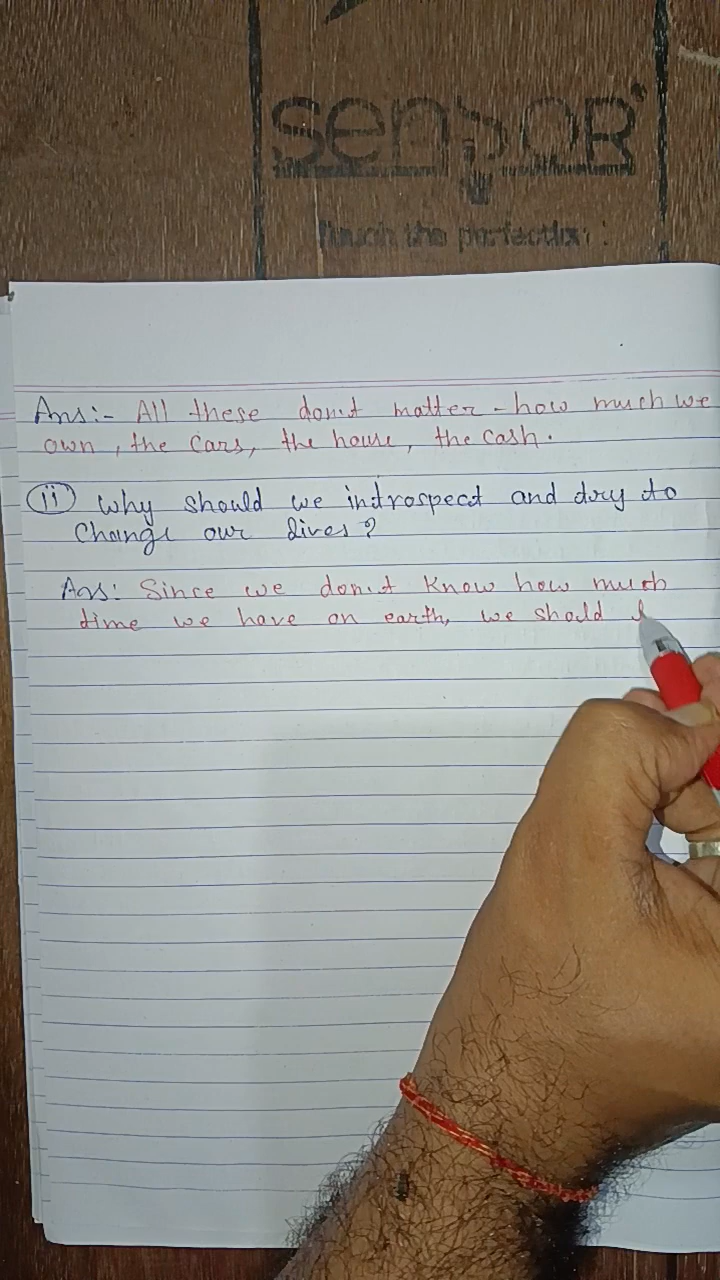 SENSOR
Touch the perfection
Ans:- All these don't matter - how much we
own, the cars, the house, the cash.
(ii) Why should we introspect and try to
Change our lives?
Ans: Since we don't know how much
time we have on earth, we should